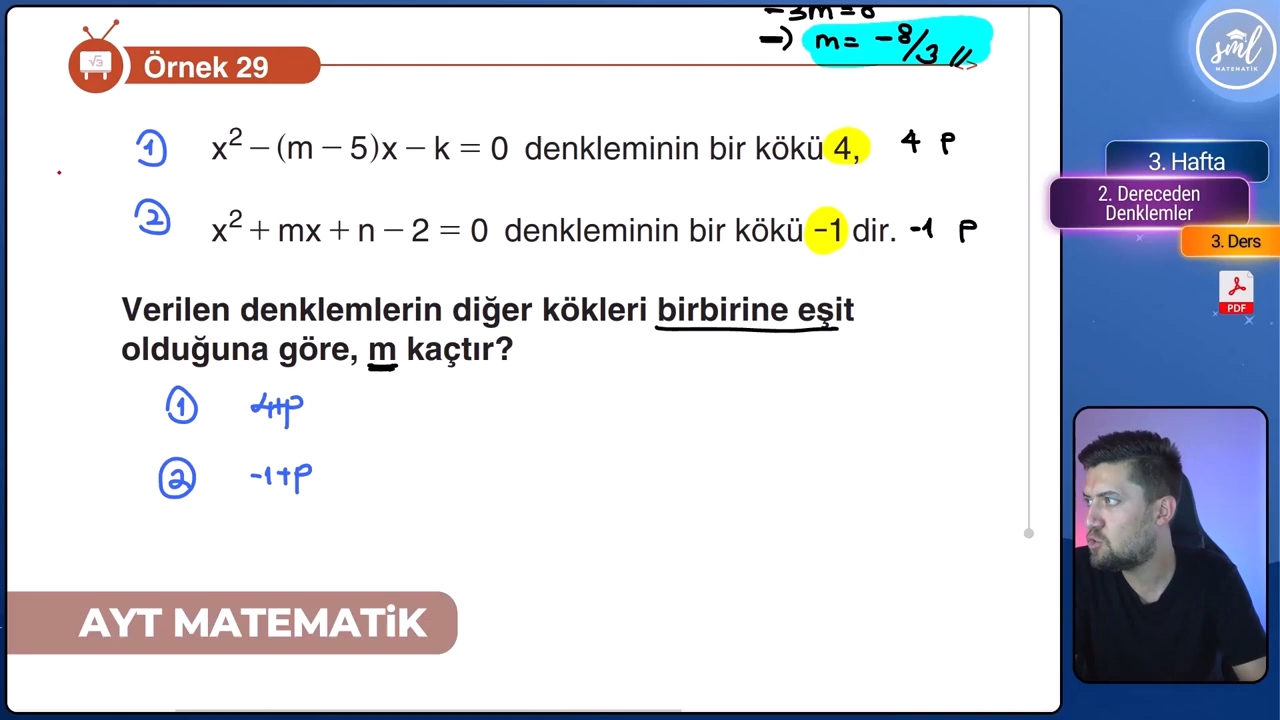 -3m=8
→) m = -8/3 //
√3
Örnek 29
sml
MATEMATİK
① x² − (m − 5)x − k = 0 denkleminin bir kökü 4, 4 P
3. Hafta
2. Dereceden
Denklemler
② x² + mx + n − 2 = 0 denkleminin bir kökü −1 dir. -1 P
3. Ders
PDF
Verilen denklemlerin diğer kökleri birbirine eşit
olduğuna göre, m kaçtır?
① 4+P
② -1+P
AYT MATEMATİK